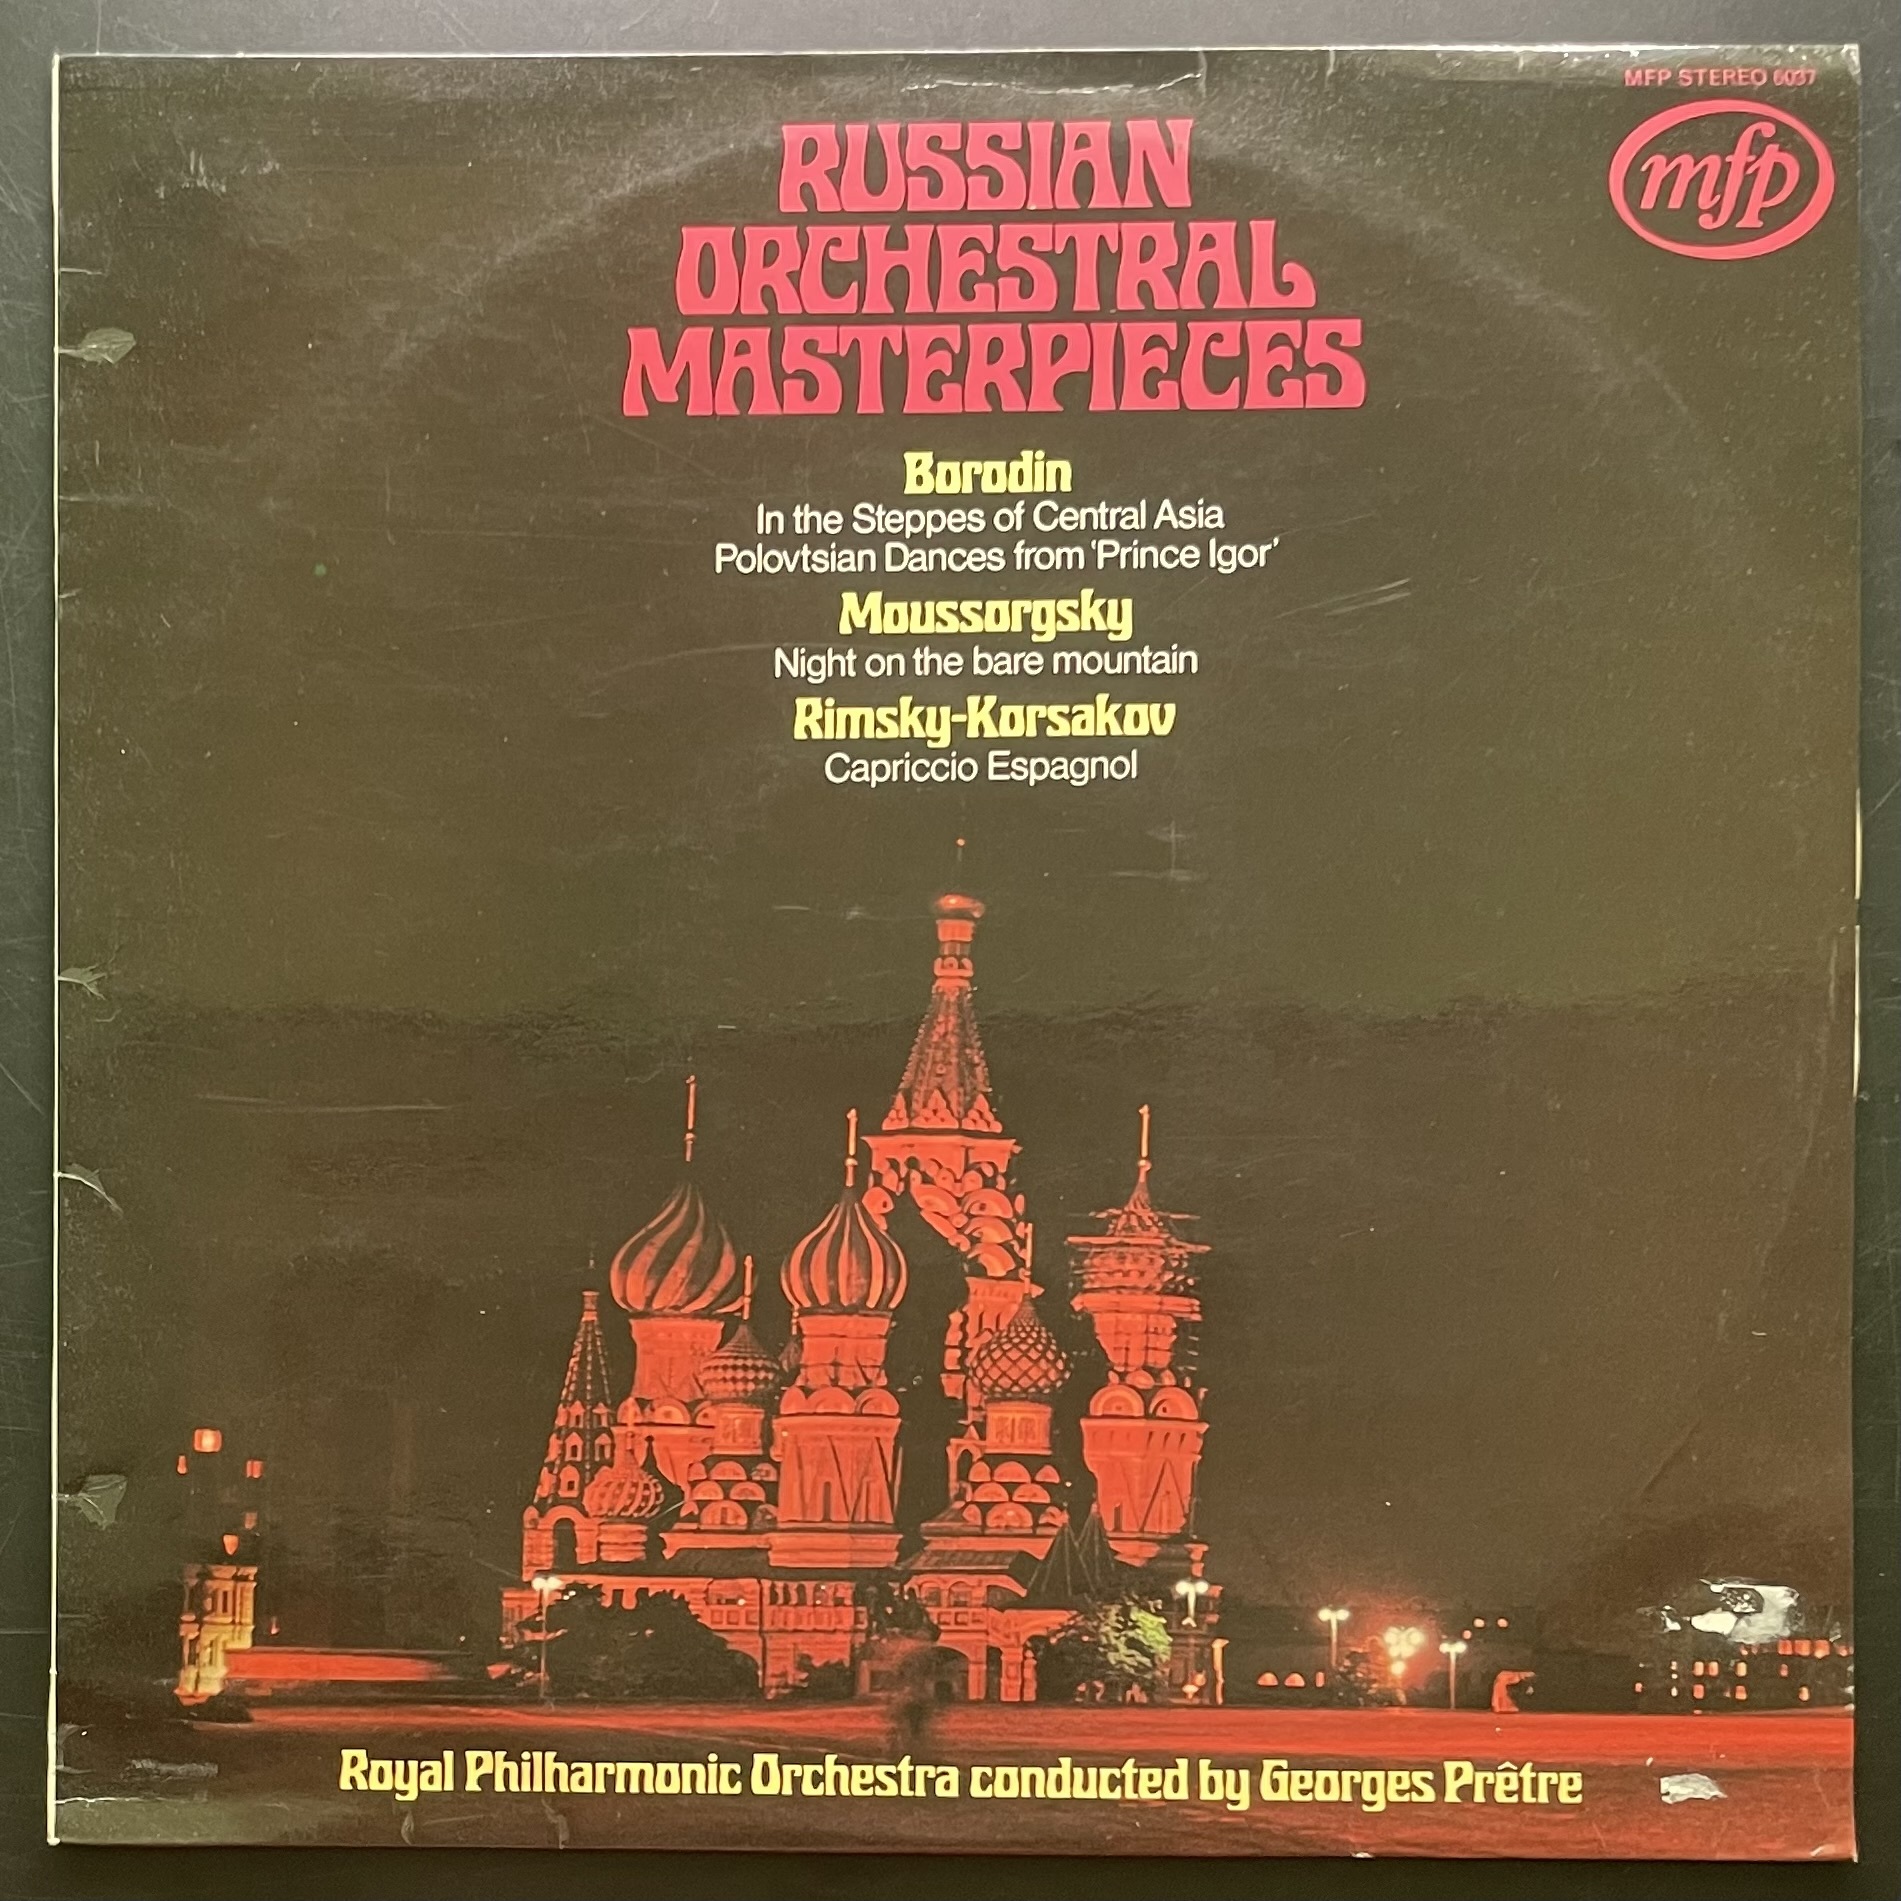 MFP STEREO 6037
mfp
RUSSIAN
ORCHESTRAL
MASTERPIECES
Borodin
In the Steppes of Central Asia
Polovtsian Dances from ‘Prince Igor’
Moussorgsky
Night on the bare mountain
Rimsky-Korsakov
Capriccio Espagnol
Royal Philharmonic Orchestra conducted by Georges Prêtre